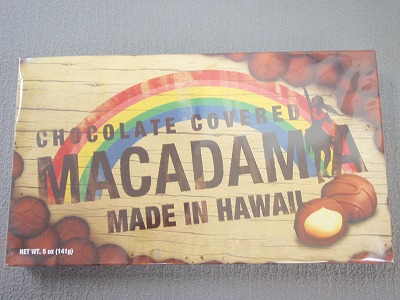 CHOCOLATE COVERED
MACADAMIA
MADE IN HAWAII
NET WT. 5 oz (141g)